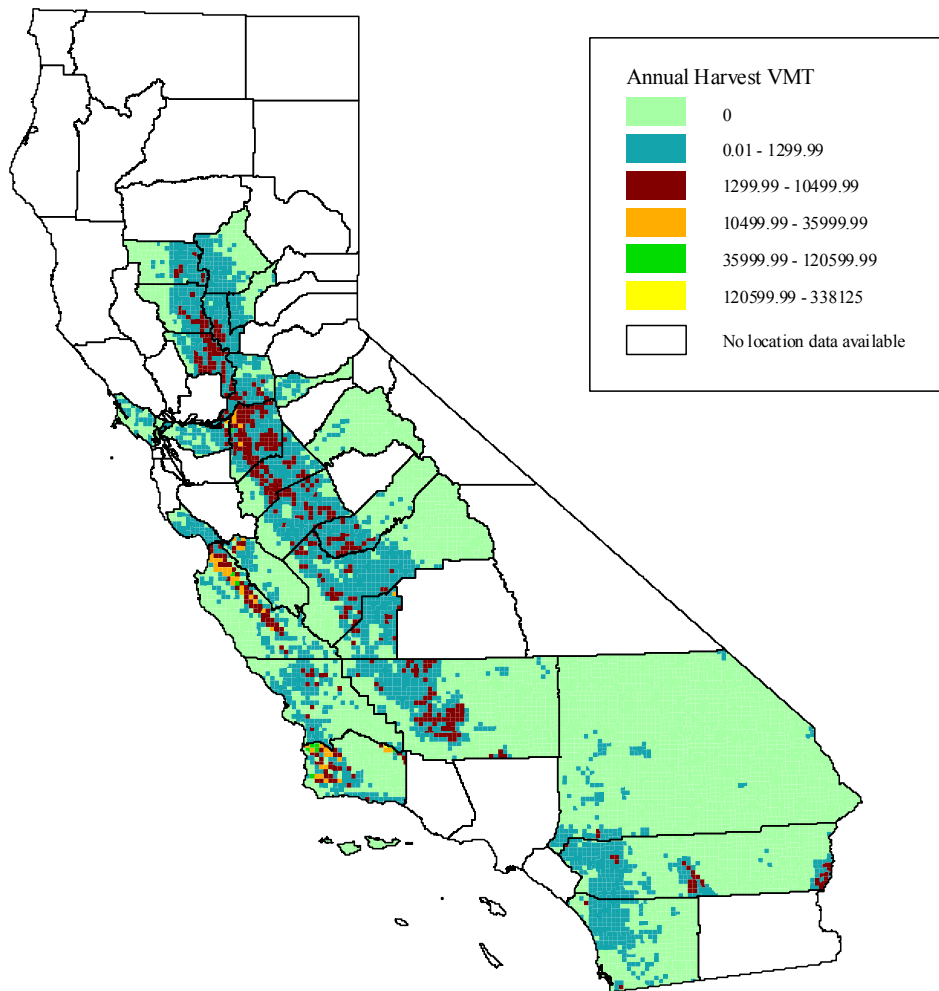 Annual Harvest VMT
0
0.01 - 1299.99
1299.99 - 10499.99
10499.99 - 35999.99
35999.99 - 120599.99
120599.99 - 338125
No location data available